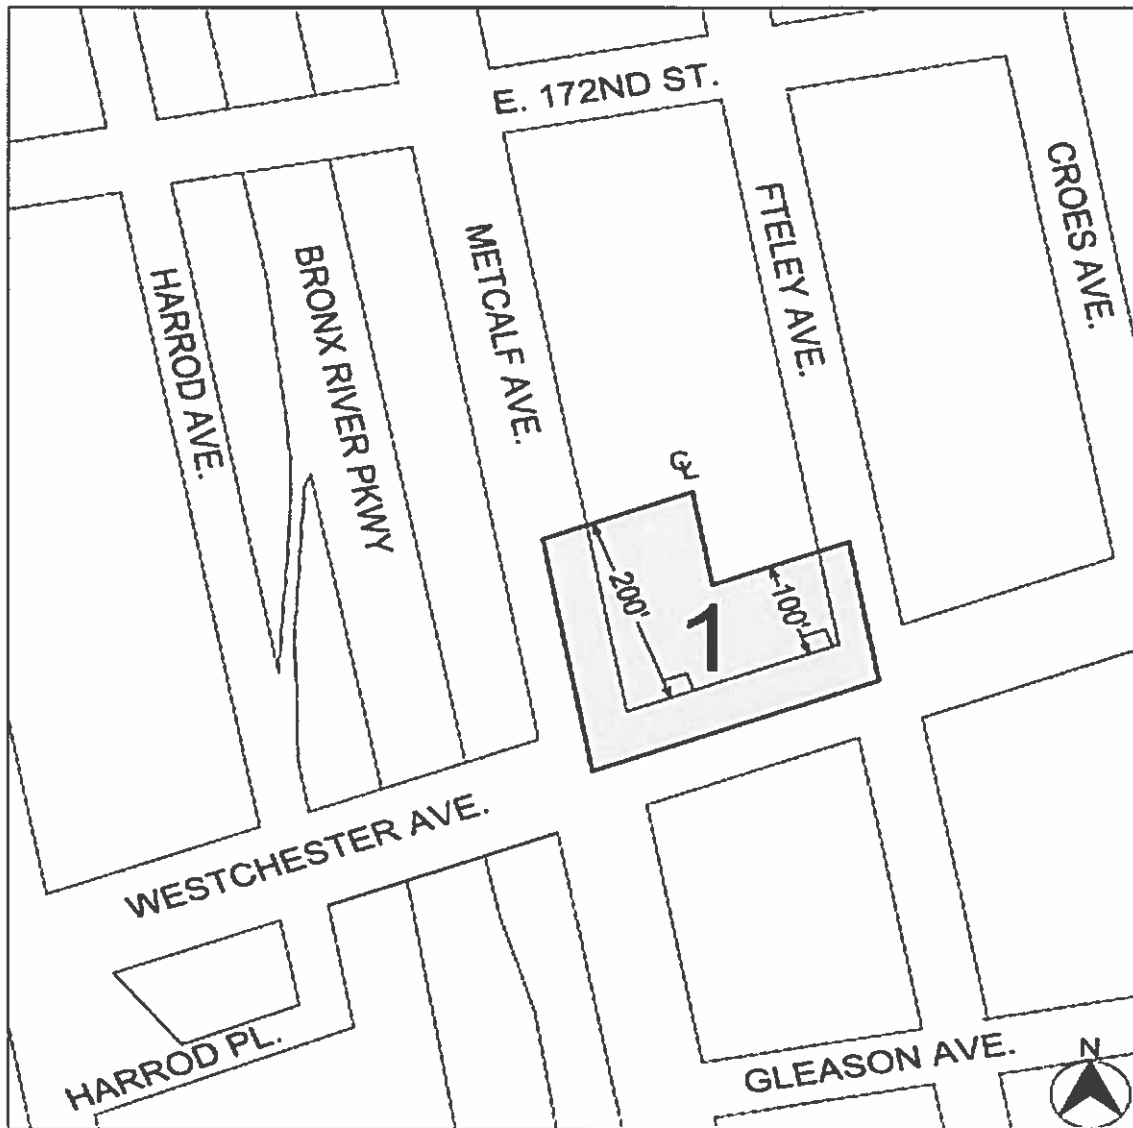 E. 172ND ST.
CROES AVE.
FTELEY AVE.
METCALF AVE.
BRONX RIVER PKWY
HARROD AVE.
℄
200'
100'
1
WESTCHESTER AVE.
HARROD PL.
GLEASON AVE.
N